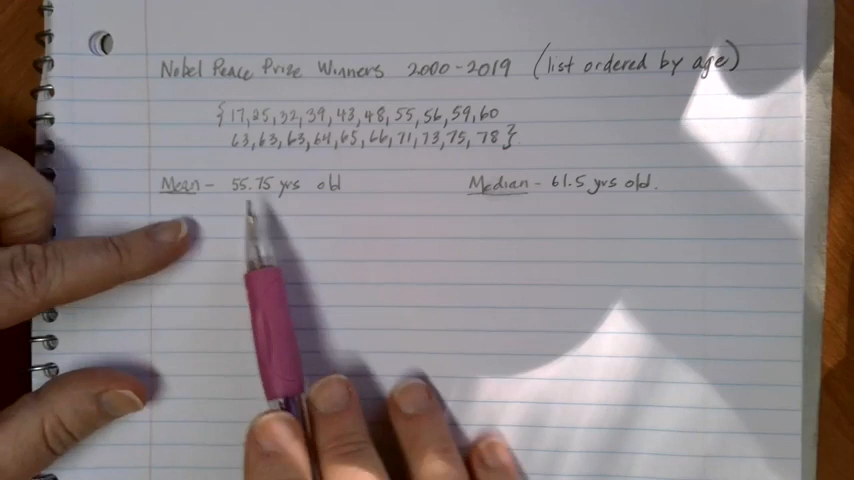 Nobel Peace Prize Winners 2000-2019 (list ordered by age)
{17,25,32,39,43,48,55,56,59,60
63,63,63,64,65,66,71,73,75,78}
Mean - 55.75 yrs old Median - 61.5 yrs old.